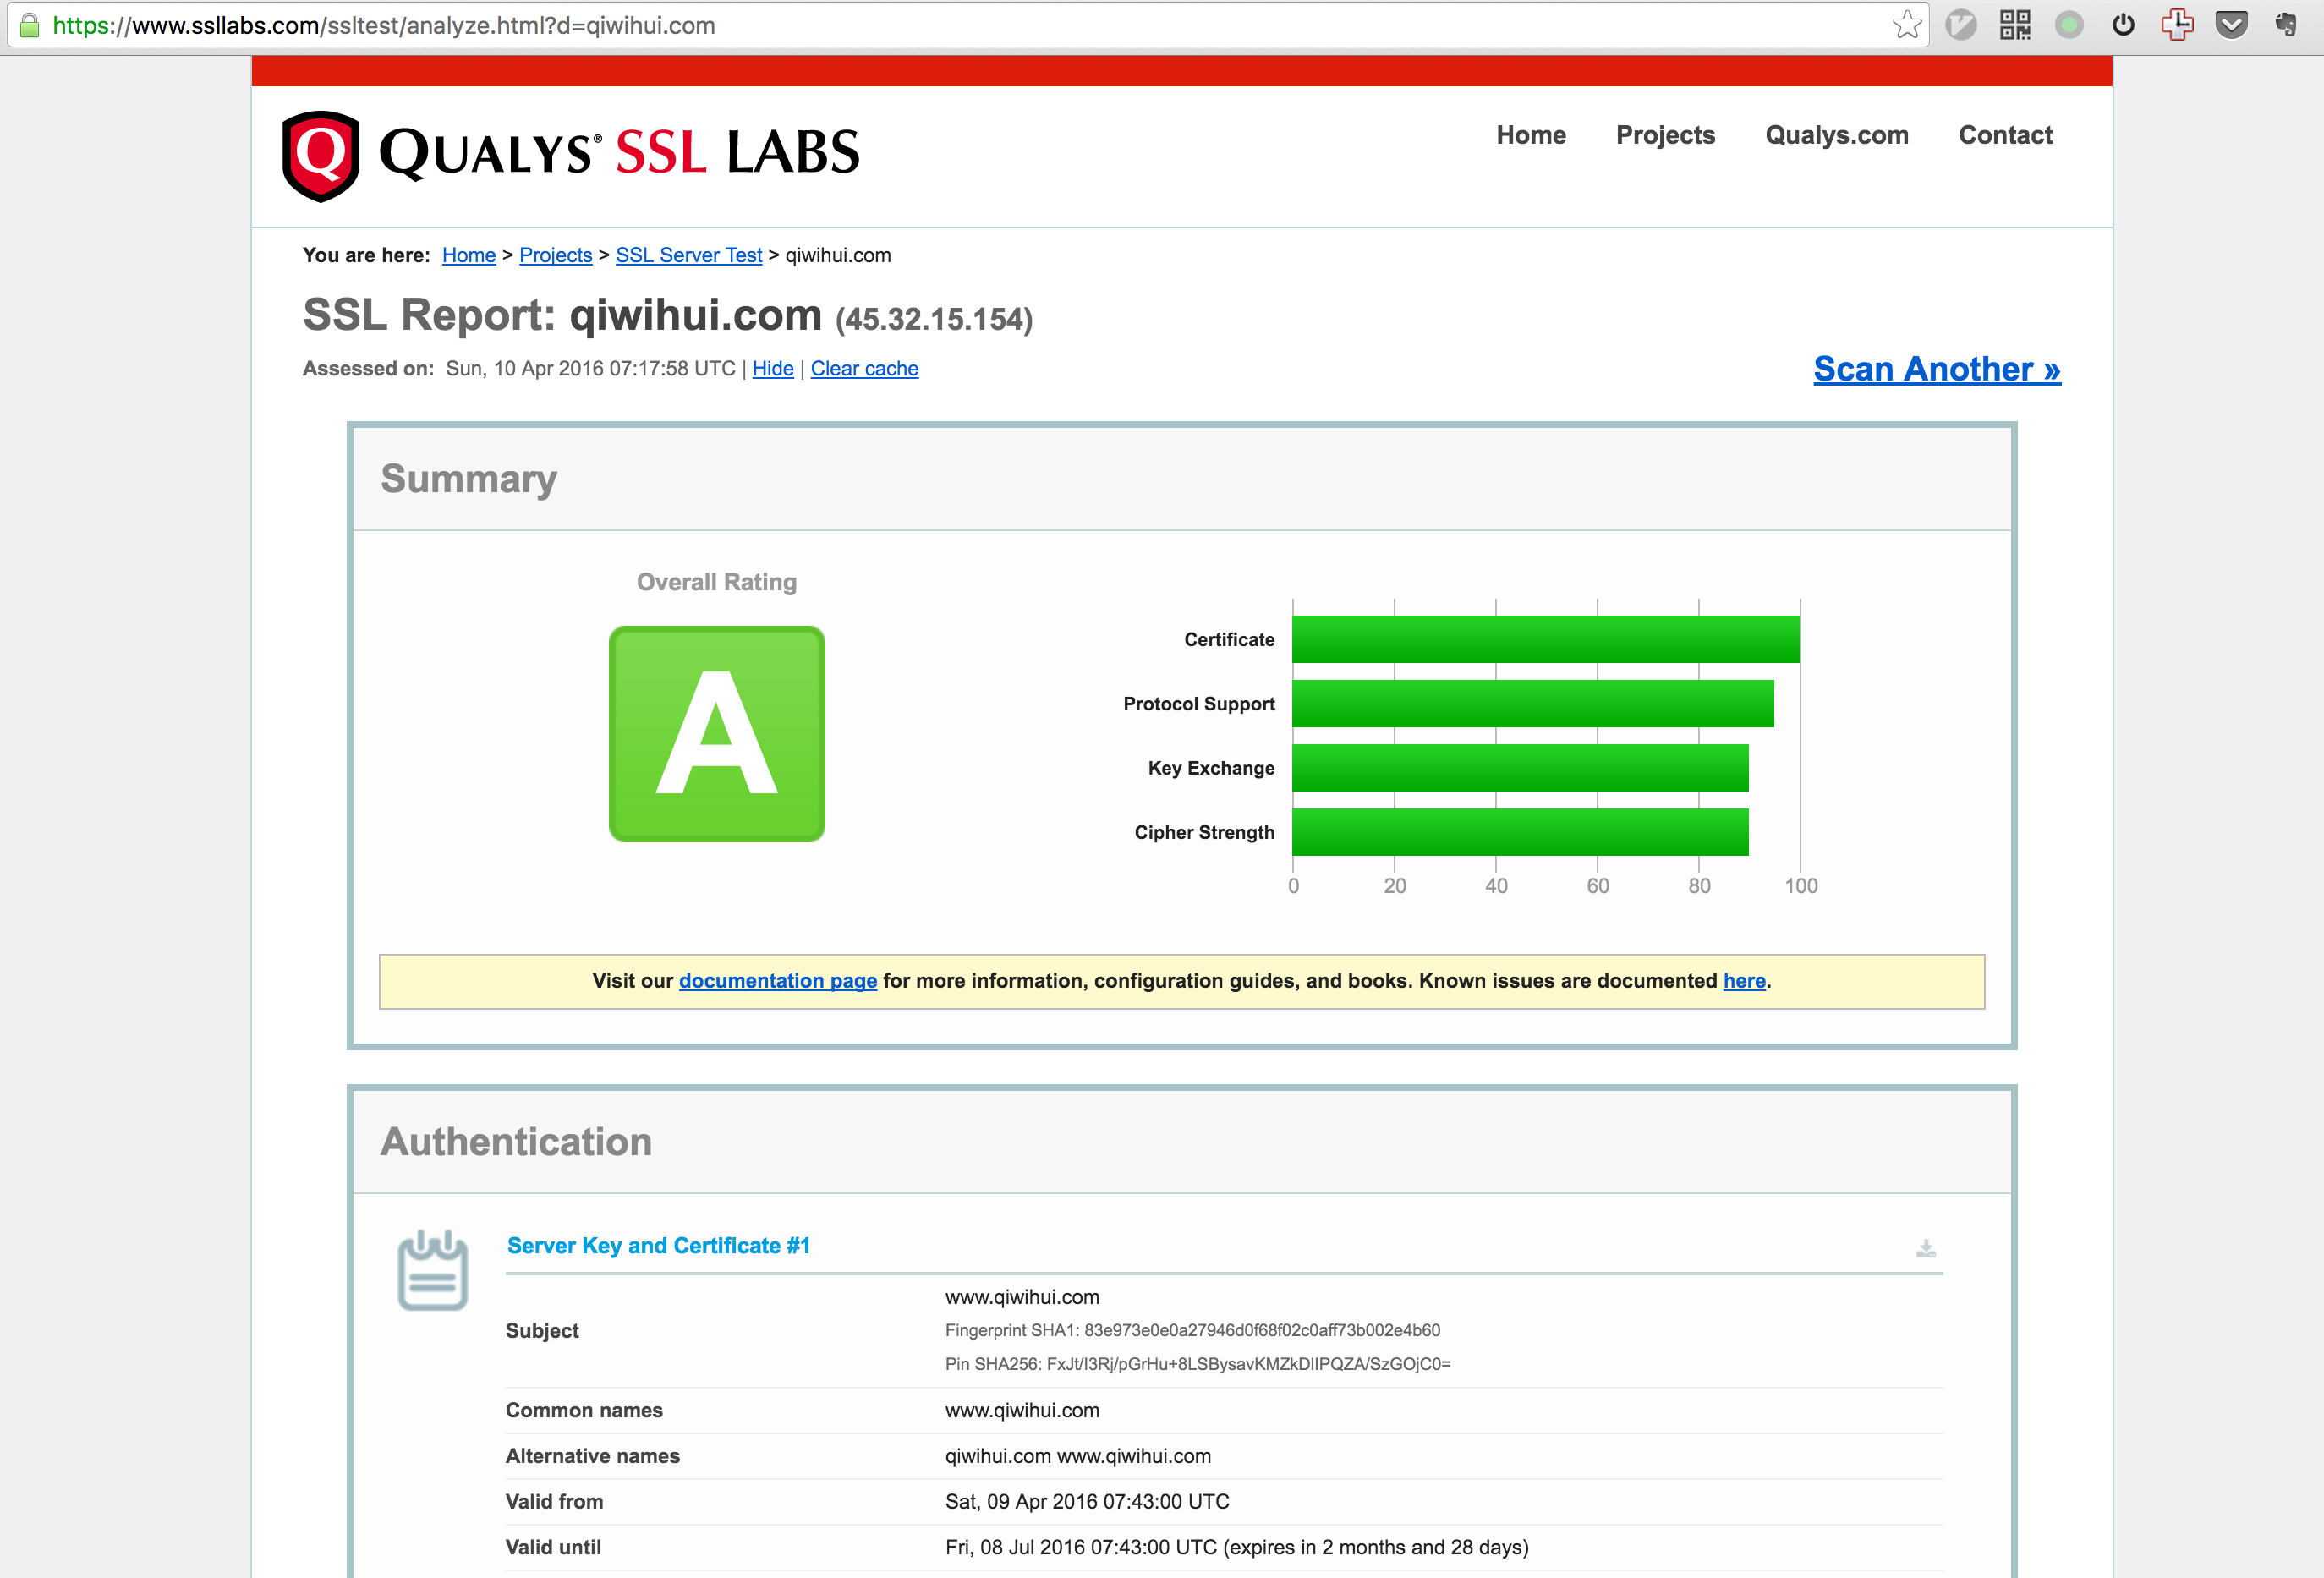 https://www.ssllabs.com/ssltest/analyze.html?d=qiwihui.com
QUALYS® SSL LABS
Home Projects Qualys.com Contact
You are here: Home > Projects > SSL Server Test > qiwihui.com
SSL Report: qiwihui.com (45.32.15.154)
Assessed on: Sun, 10 Apr 2016 07:17:58 UTC | Hide | Clear cache
Scan Another »
Summary
Overall Rating
A
Certificate
Protocol Support
Key Exchange
Cipher Strength
0 20 40 60 80 100
Visit our documentation page for more information, configuration guides, and books. Known issues are documented here.
Authentication
Server Key and Certificate #1
Subject
www.qiwihui.com
Fingerprint SHA1: 83e973e0e0a27946d0f68f02c0aff73b002e4b60
Pin SHA256: FxJt/I3Rj/pGrHu+8LSBysavKMZkDlIPQZA/SzGOjC0=
Common names www.qiwihui.com
Alternative names qiwihui.com www.qiwihui.com
Valid from Sat, 09 Apr 2016 07:43:00 UTC
Valid until Fri, 08 Jul 2016 07:43:00 UTC (expires in 2 months and 28 days)